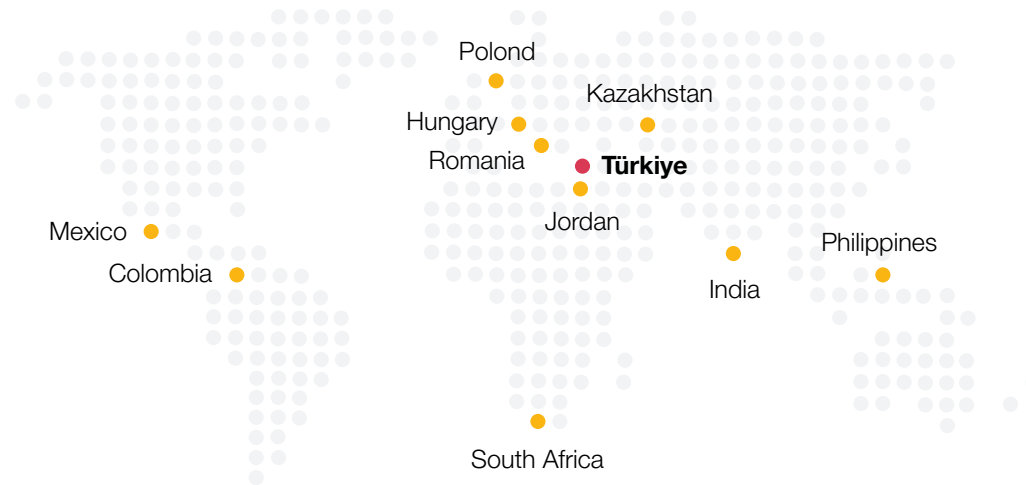 Polond
Kazakhstan
Hungary
Romania
Türkiye
Jordan
Mexico
Philippines
Colombia
India
South Africa